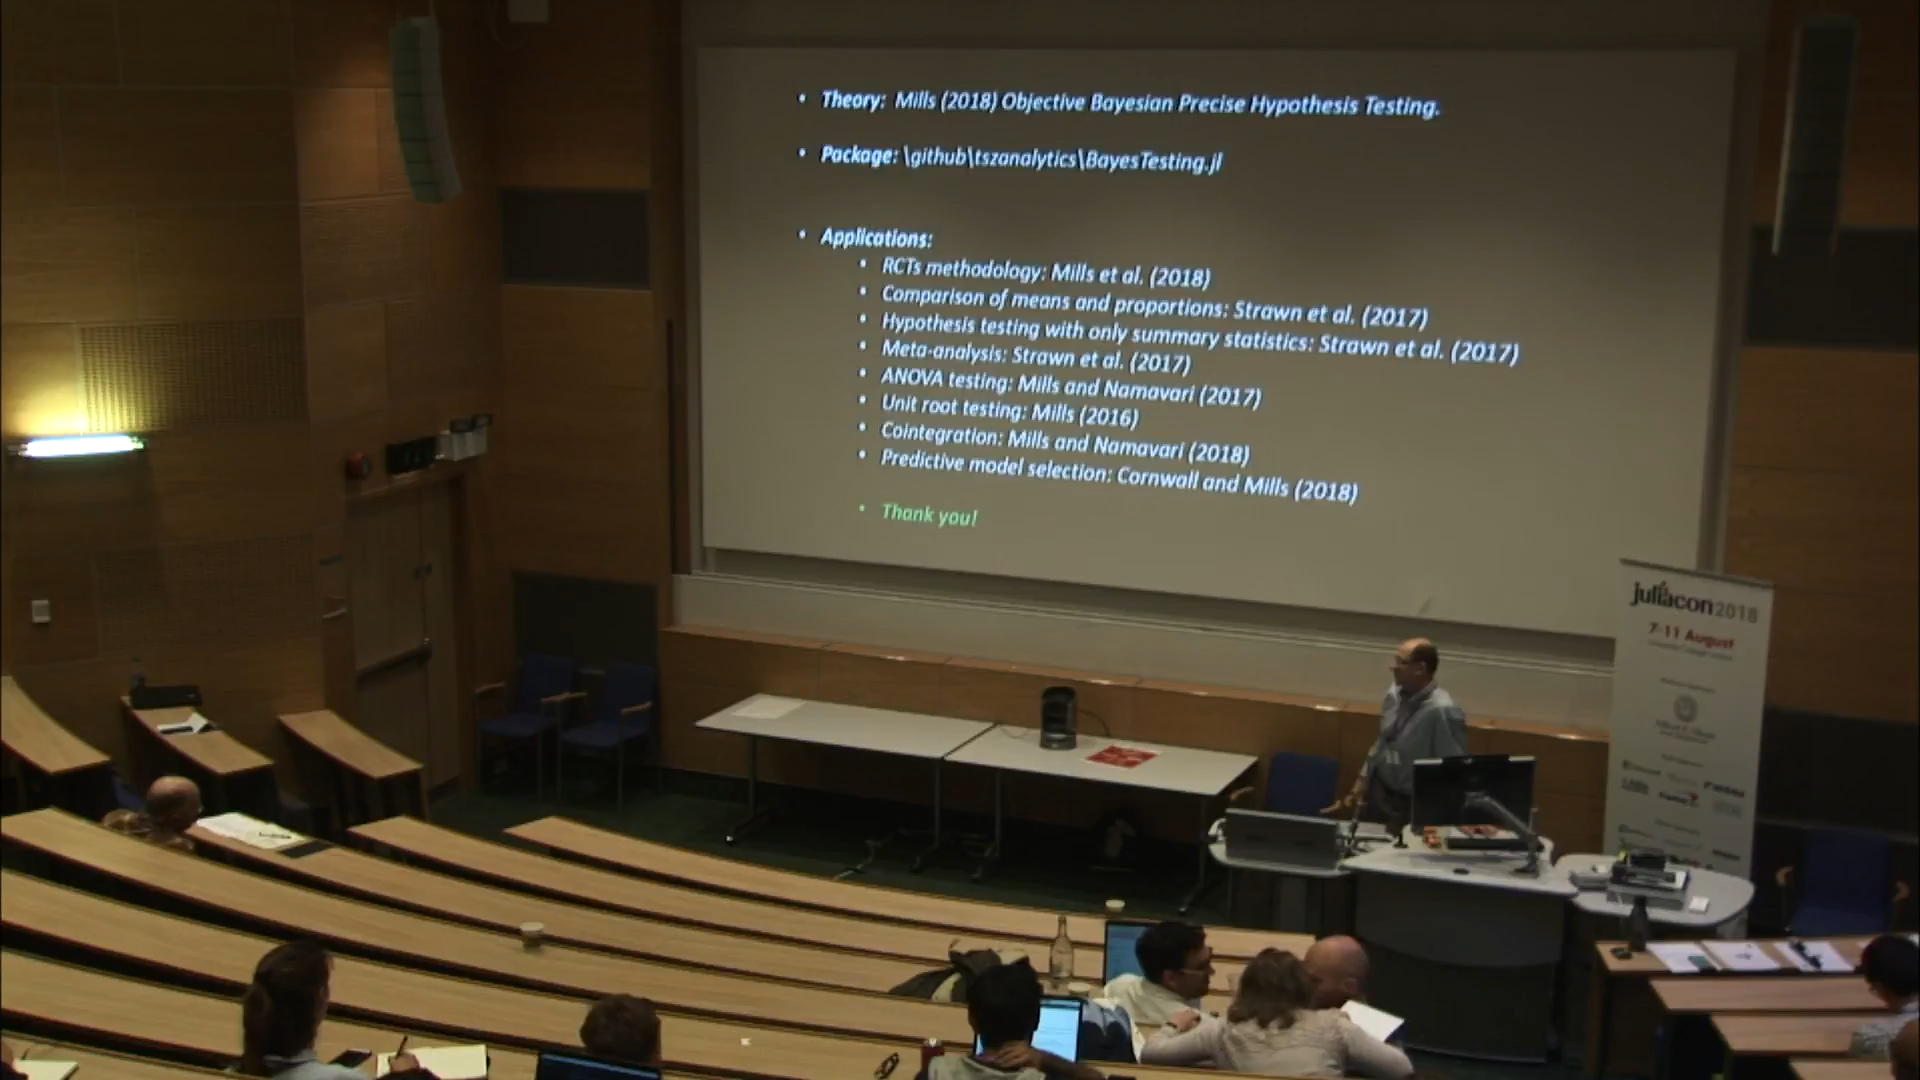 • Theory: Mills (2018) Objective Bayesian Precise Hypothesis Testing.
• Package: \github\tszanalytics\BayesTesting.jl
• Applications:
• RCTs methodology: Mills et al. (2018)
• Comparison of means and proportions: Strawn et al. (2017)
• Hypothesis testing with only summary statistics: Strawn et al. (2017)
• Meta-analysis: Strawn et al. (2017)
• ANOVA testing: Mills and Namavari (2017)
• Unit root testing: Mills (2016)
• Cointegration: Mills and Namavari (2018)
• Predictive model selection: Cornwall and Mills (2018)
• Thank you!
juliacon 2018
7-11 August